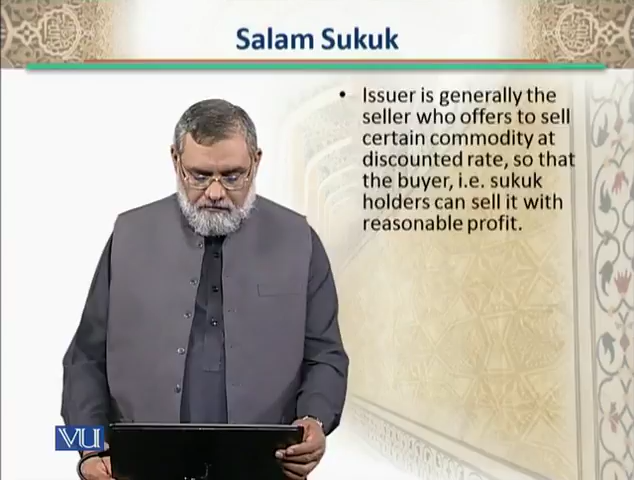 Salam Sukuk
• Issuer is generally the
seller who offers to sell
certain commodity at
discounted rate, so that
the buyer, i.e. sukuk
holders can sell it with
reasonable profit.
VU